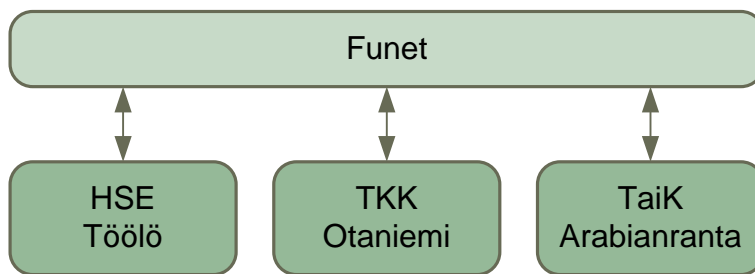 Funet
HSE
Töölö
TKK
Otaniemi
TaiK
Arabianranta